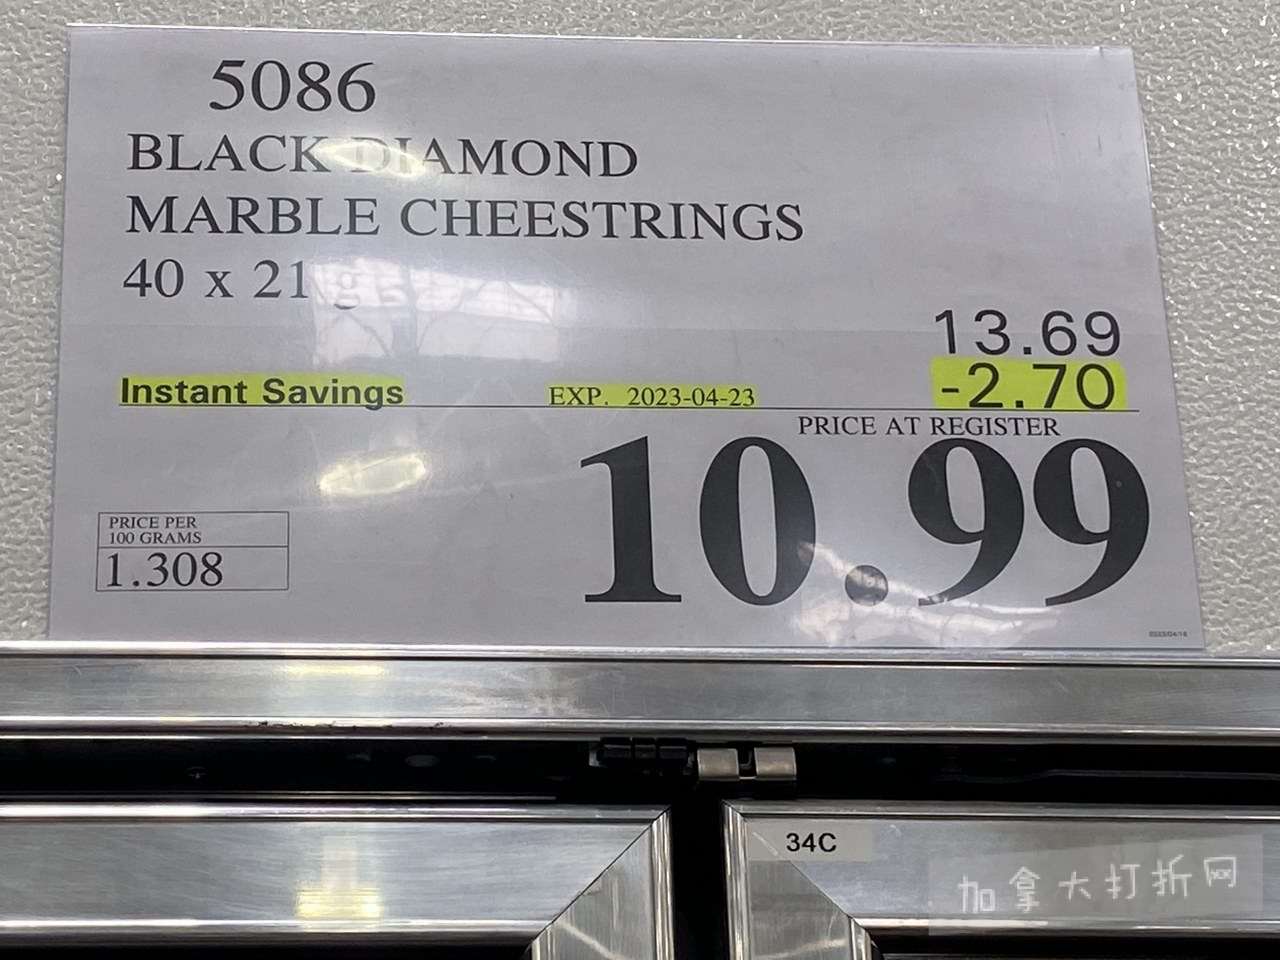 5086
BLACK DIAMOND
MARBLE CHEESTRINGS
40 x 21 g
13.69
Instant Savings EXP. 2023-04-23 -2.70
PRICE AT REGISTER
10.99
PRICE PER
100 GRAMS
1.308
34C
加拿大打折网